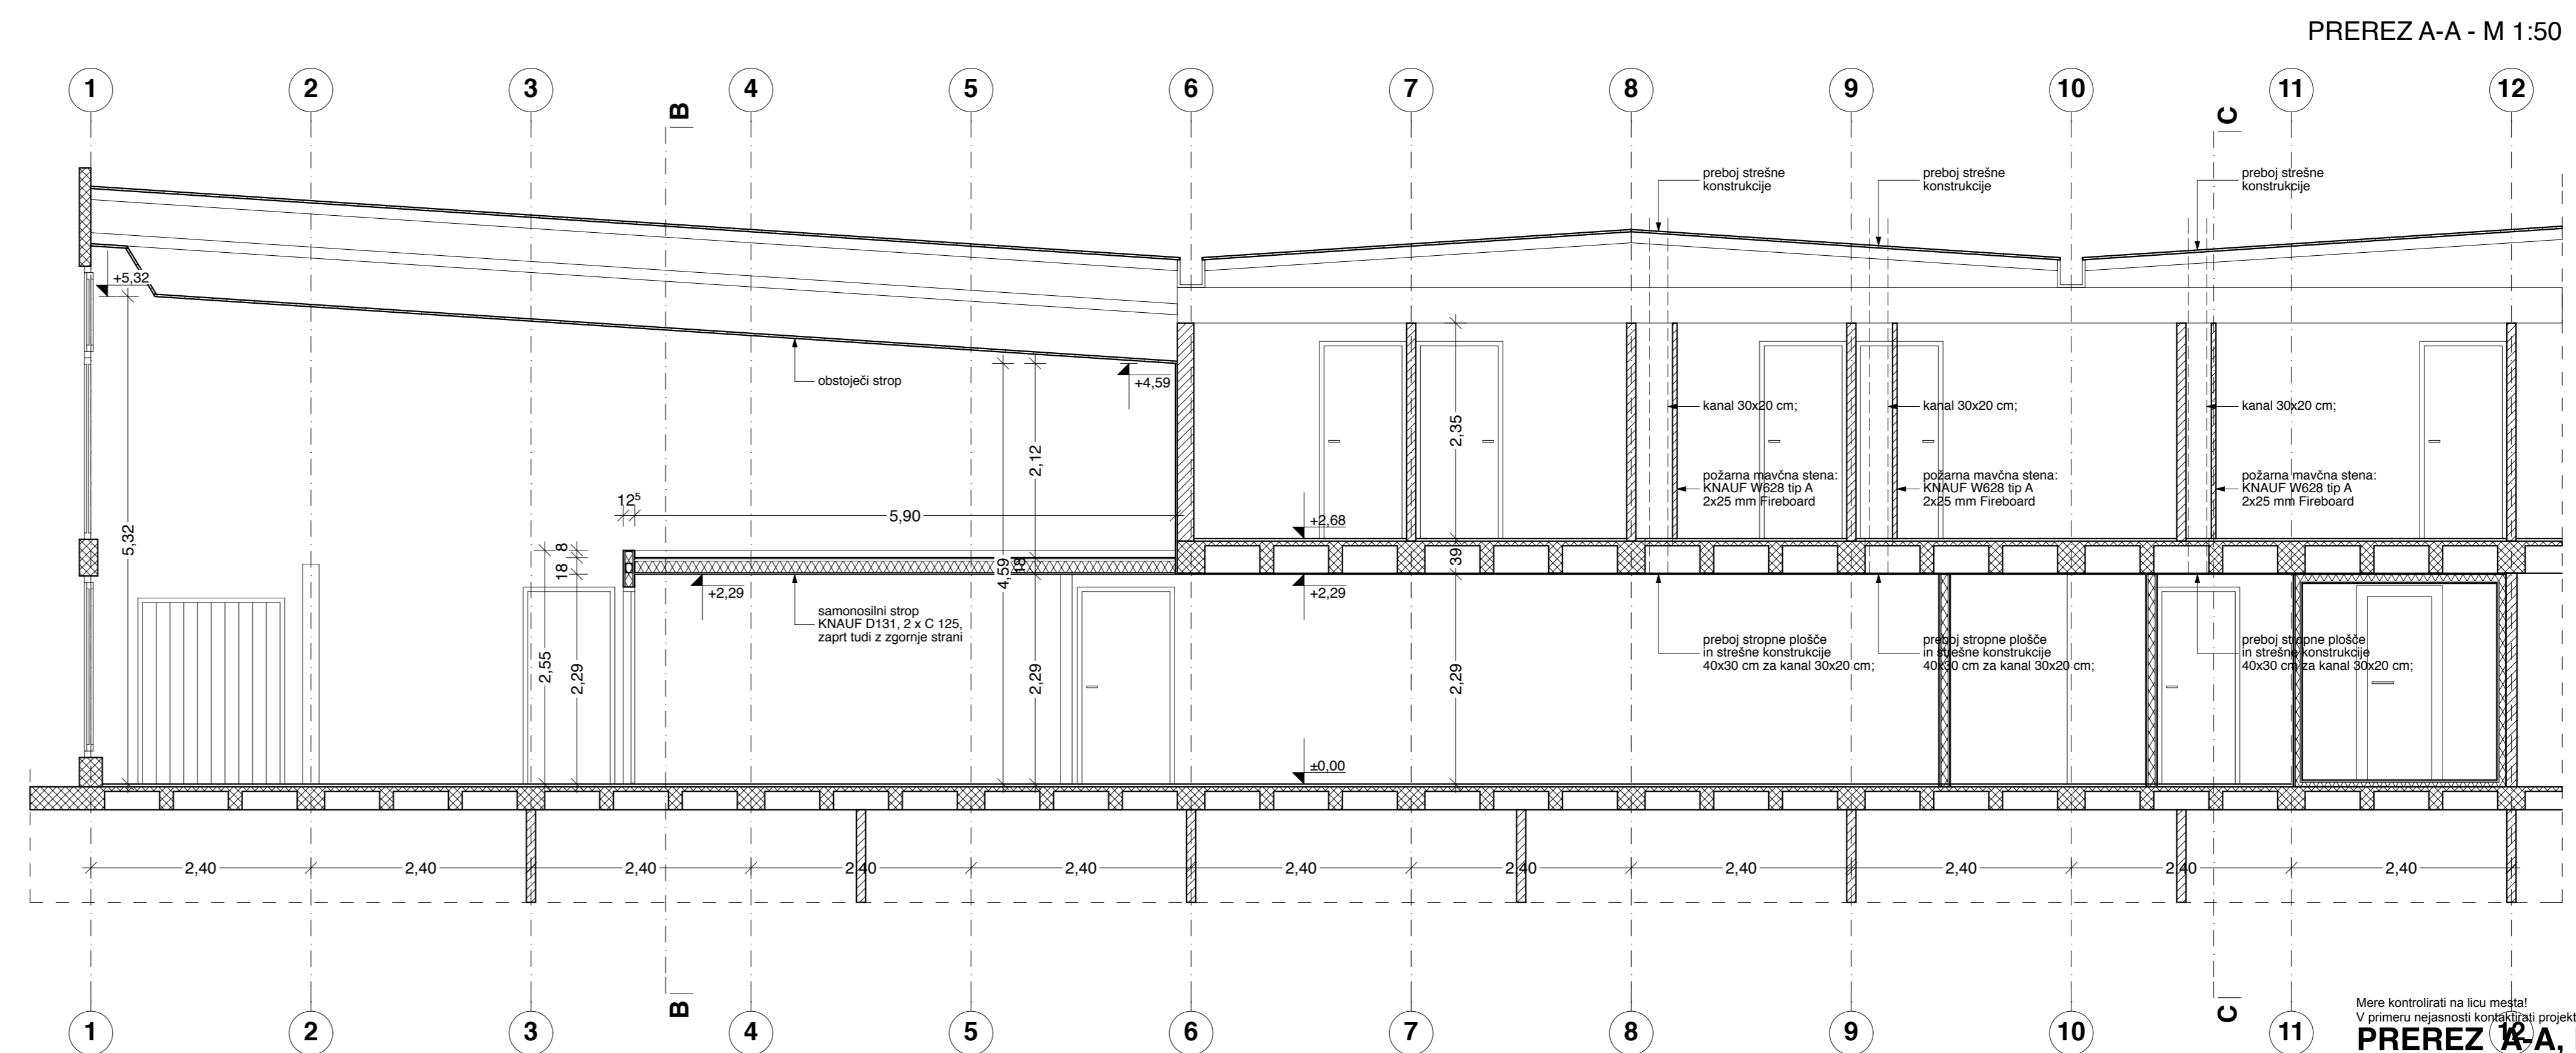 PREREZ A-A - M 1:50
1 2 3 4 5 6 7 8 9 10 11 12
B
C
preboj strešne
konstrukcije
preboj strešne
konstrukcije
preboj strešne
konstrukcije
+5,32
obstoječi strop
+4,59
kanal 30x20 cm;
kanal 30x20 cm;
kanal 30x20 cm;
2,35
2,12
požarna mavčna stena:
KNAUF W628 tip A
2x25 mm Fireboard
požarna mavčna stena:
KNAUF W628 tip A
2x25 mm Fireboard
požarna mavčna stena:
KNAUF W628 tip A
2x25 mm Fireboard
12⁵
5,90
+2,68
5,32
8
18
4,59
18
39
+2,29
+2,29
samonosilni strop
KNAUF D131, 2 x C 125,
zaprt tudi z zgornje strani
2,55
2,29
2,29
2,29
preboj stropne plošče
in strešne konstrukcije
40x30 cm za kanal 30x20 cm;
preboj stropne plošče
in strešne konstrukcije
40x30 cm za kanal 30x20 cm;
preboj stropne plošče
in strešne konstrukcije
40x30 cm za kanal 30x20 cm;
±0,00
2,40 2,40 2,40 2,40 2,40 2,40 2,40 2,40 2,40 2,40 2,40
B
C
Mere kontrolirati na licu mesta!
V primeru nejasnosti kontaktirati projekt
1 2 3 4 5 6 7 8 9 10 11 12
PREREZ A-A,